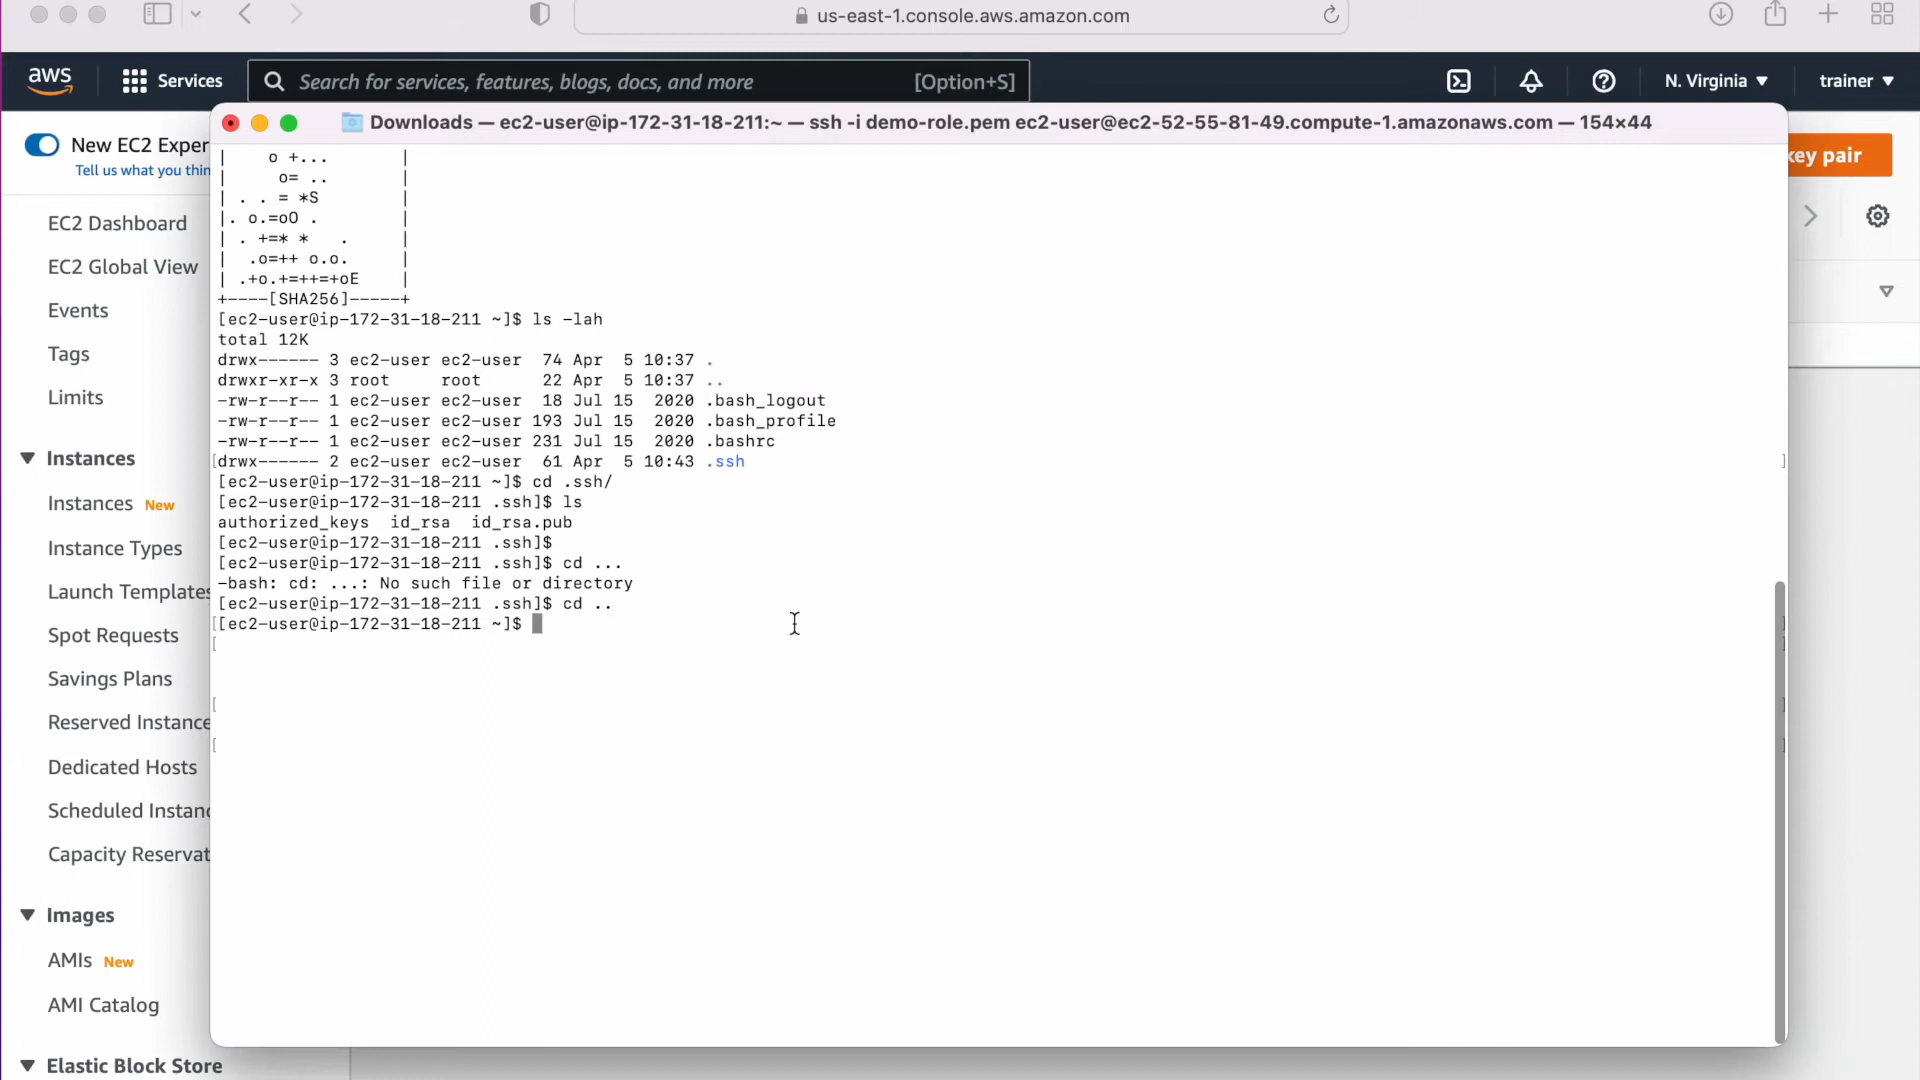 us-east-1.console.aws.amazon.com
aws
Services
Search for services, features, blogs, docs, and more
[Option+S]
N. Virginia
trainer
Downloads — ec2-user@ip-172-31-18-211:~ — ssh -i demo-role.pem ec2-user@ec2-52-55-81-49.compute-1.amazonaws.com — 154×44
New EC2 Exper
Tell us what you thin
key pair
EC2 Dashboard
EC2 Global View
Events
Tags
Limits
Instances
Instances New
Instance Types
Launch Templates
Spot Requests
Savings Plans
Reserved Instance
Dedicated Hosts
Scheduled Instanc
Capacity Reservat
Images
AMIs New
AMI Catalog
Elastic Block Store
|     o +...       |
|      o= ..       |
| . . = *S         |
|. o.=oO .         |
| . +=* *   .      |
|  .o=++ o.o.      |
| .+o.+=++=+oE     |
+----[SHA256]-----+
[ec2-user@ip-172-31-18-211 ~]$ ls -lah
total 12K
drwx------ 3 ec2-user ec2-user  74 Apr  5 10:37 .
drwxr-xr-x 3 root     root      22 Apr  5 10:37 ..
-rw-r--r-- 1 ec2-user ec2-user  18 Jul 15  2020 .bash_logout
-rw-r--r-- 1 ec2-user ec2-user 193 Jul 15  2020 .bash_profile
-rw-r--r-- 1 ec2-user ec2-user 231 Jul 15  2020 .bashrc
drwx------ 2 ec2-user ec2-user  61 Apr  5 10:43 .ssh
[ec2-user@ip-172-31-18-211 ~]$ cd .ssh/
[ec2-user@ip-172-31-18-211 .ssh]$ ls
authorized_keys  id_rsa  id_rsa.pub
[ec2-user@ip-172-31-18-211 .ssh]$
[ec2-user@ip-172-31-18-211 .ssh]$ cd ...
-bash: cd: ...: No such file or directory
[ec2-user@ip-172-31-18-211 .ssh]$ cd ..
[ec2-user@ip-172-31-18-211 ~]$